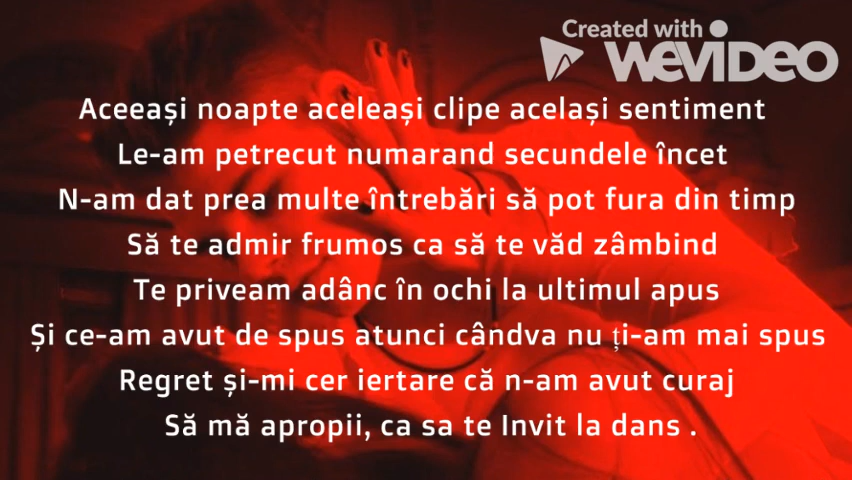 Created with
WEVIDEO
Aceeași noapte aceleași clipe același sentiment
Le-am petrecut numarand secundele încet
N-am dat prea multe întrebări să pot fura din timp
Să te admir frumos ca să te văd zâmbind
Te priveam adânc în ochi la ultimul apus
Și ce-am avut de spus atunci cândva nu ți-am mai spus
Regret și-mi cer iertare că n-am avut curaj
Să mă apropii, ca sa te Invit la dans .